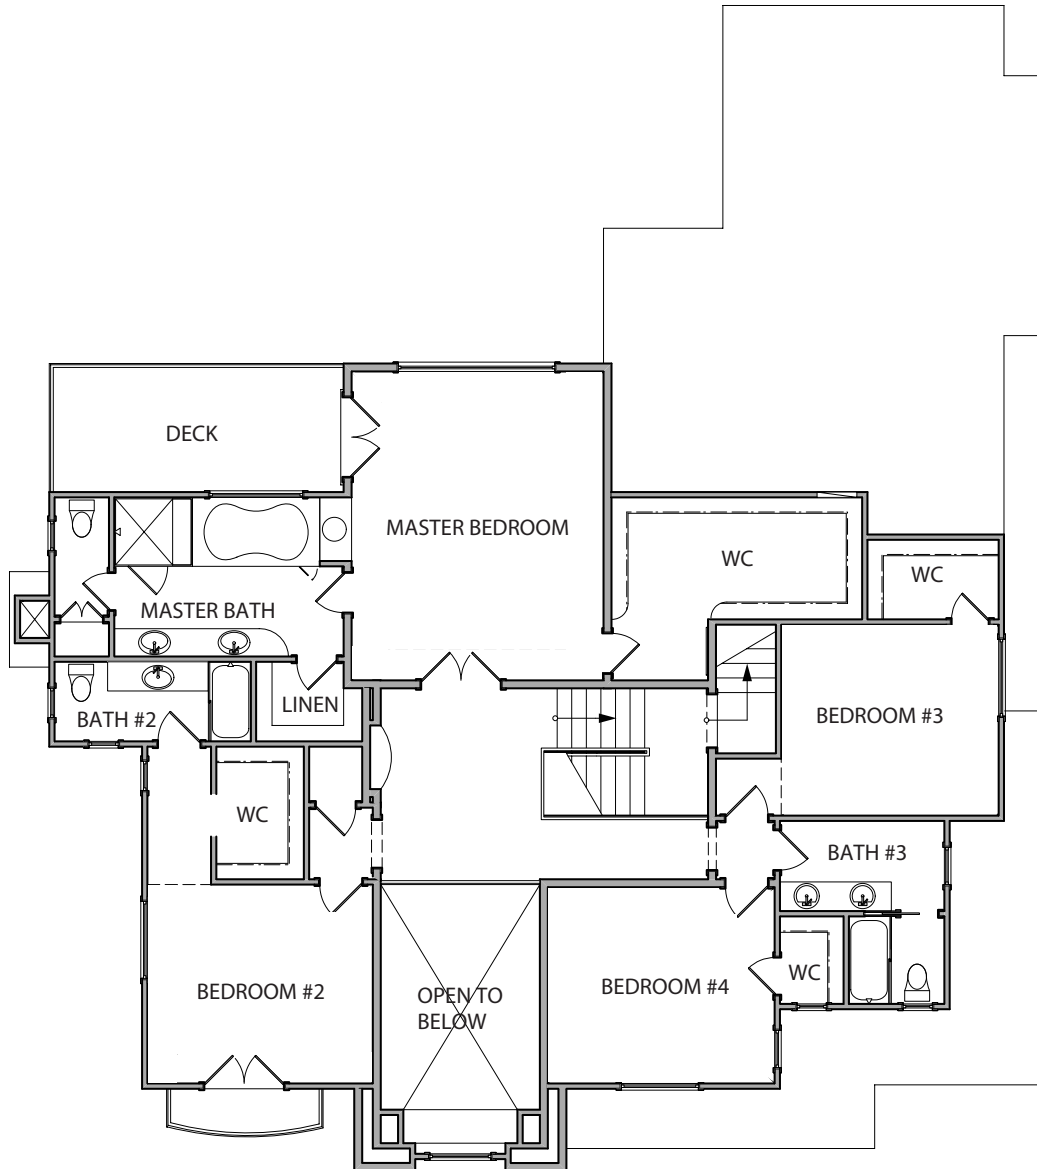 DECK
MASTER BEDROOM
WC
WC
MASTER BATH
LINEN
BATH #2
BEDROOM #3
WC
BATH #3
WC
BEDROOM #2
OPEN TO
BELOW
BEDROOM #4